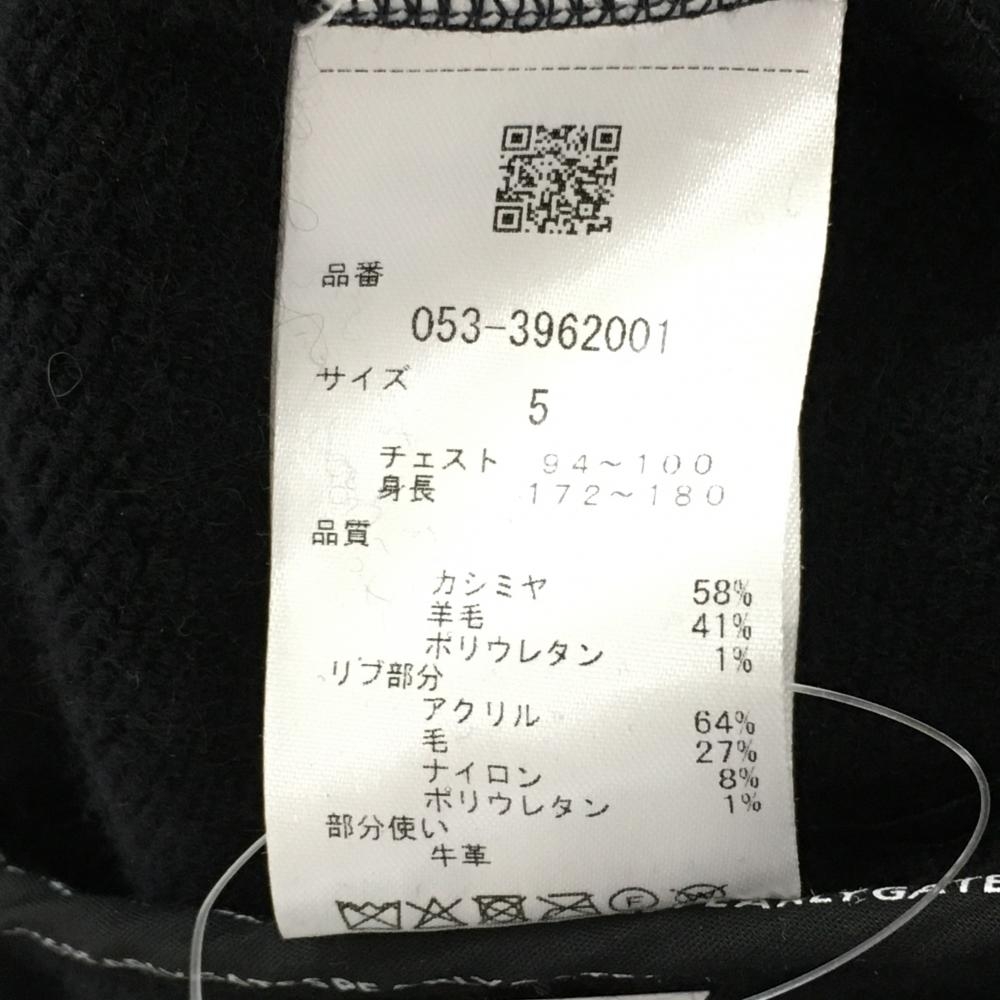 品番
053-3962001
サイズ
5
チェスト 94~100
身長 172~180
品質
カシミヤ 58%
羊毛 41%
ポリウレタン 1%
リブ部分
アクリル 64%
毛 27%
ナイロン 8%
ポリウレタン 1%
部分使い
牛革
F